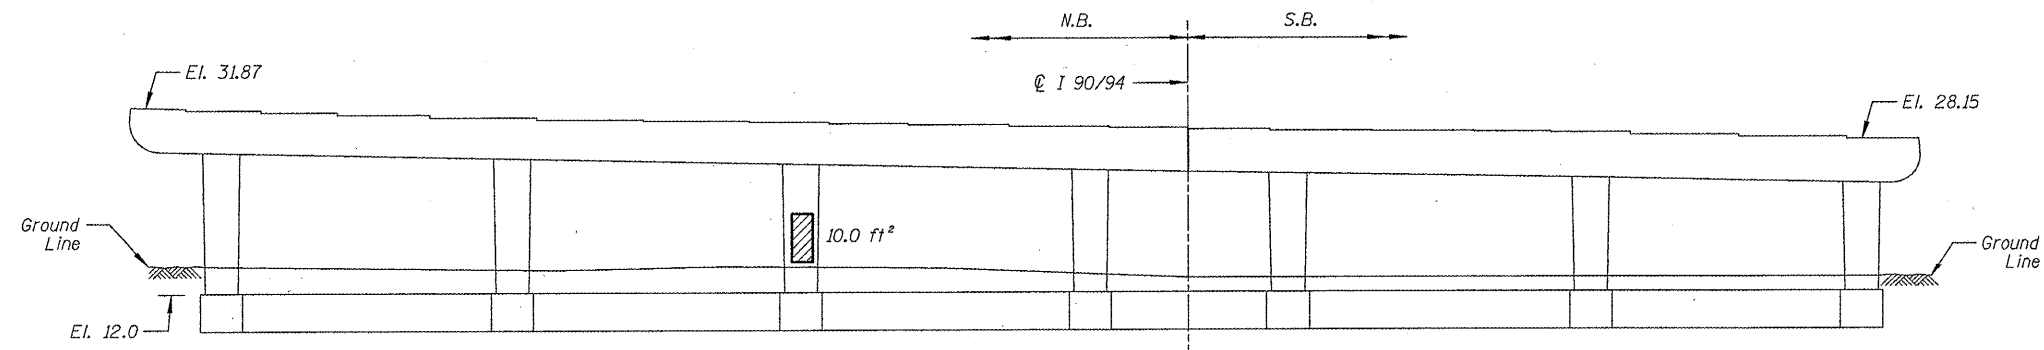 N.B.
S.B.
El. 31.87
℄ I 90/94
El. 28.15
Ground
Line
10.0 ft²
Ground
Line
El. 12.0